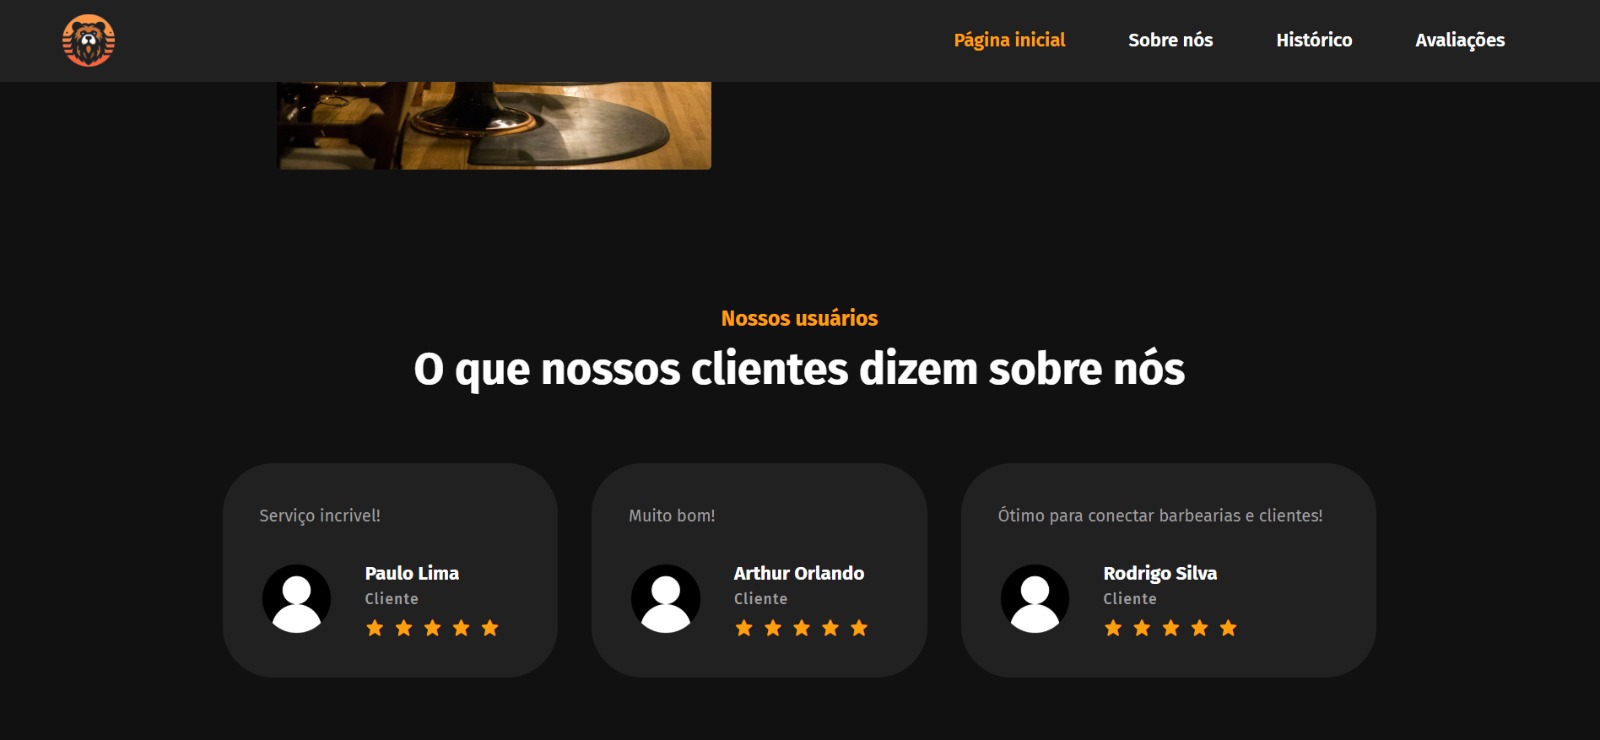 Página inicial Sobre nós Histórico Avaliações
Nossos usuários
O que nossos clientes dizem sobre nós
Serviço incrivel!
Paulo Lima
Cliente
Muito bom!
Arthur Orlando
Cliente
Ótimo para conectar barbearias e clientes!
Rodrigo Silva
Cliente